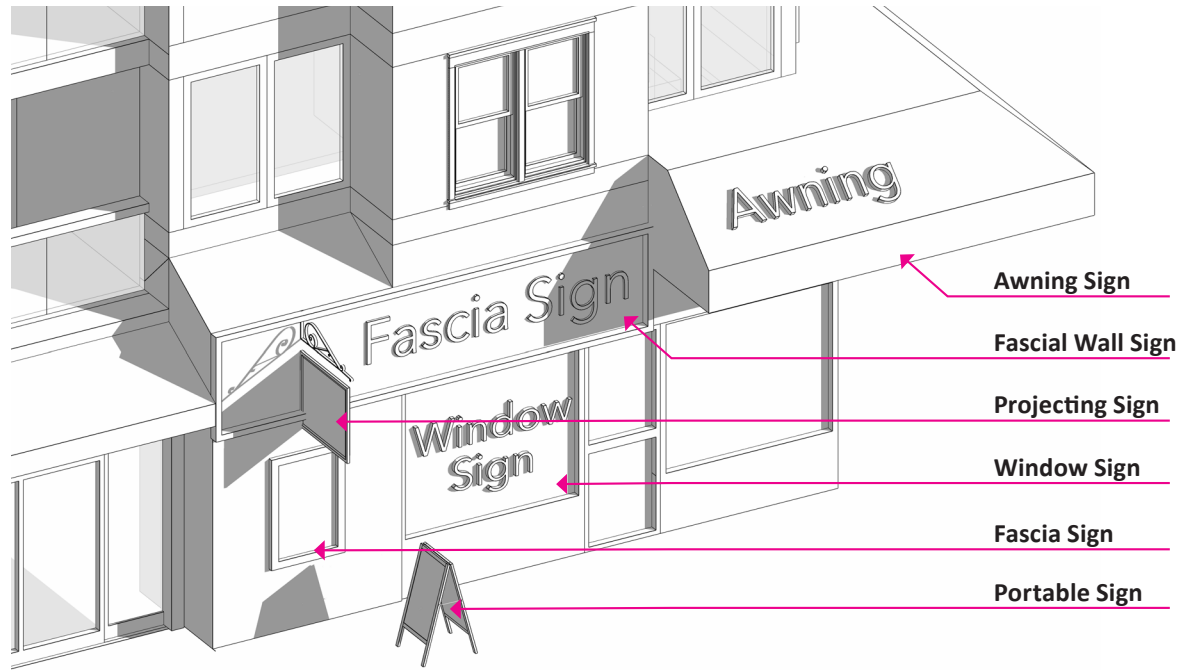 Awning
Fascia Sign
Window
Sign
Awning Sign
Fascial Wall Sign
Projecting Sign
Window Sign
Fascia Sign
Portable Sign